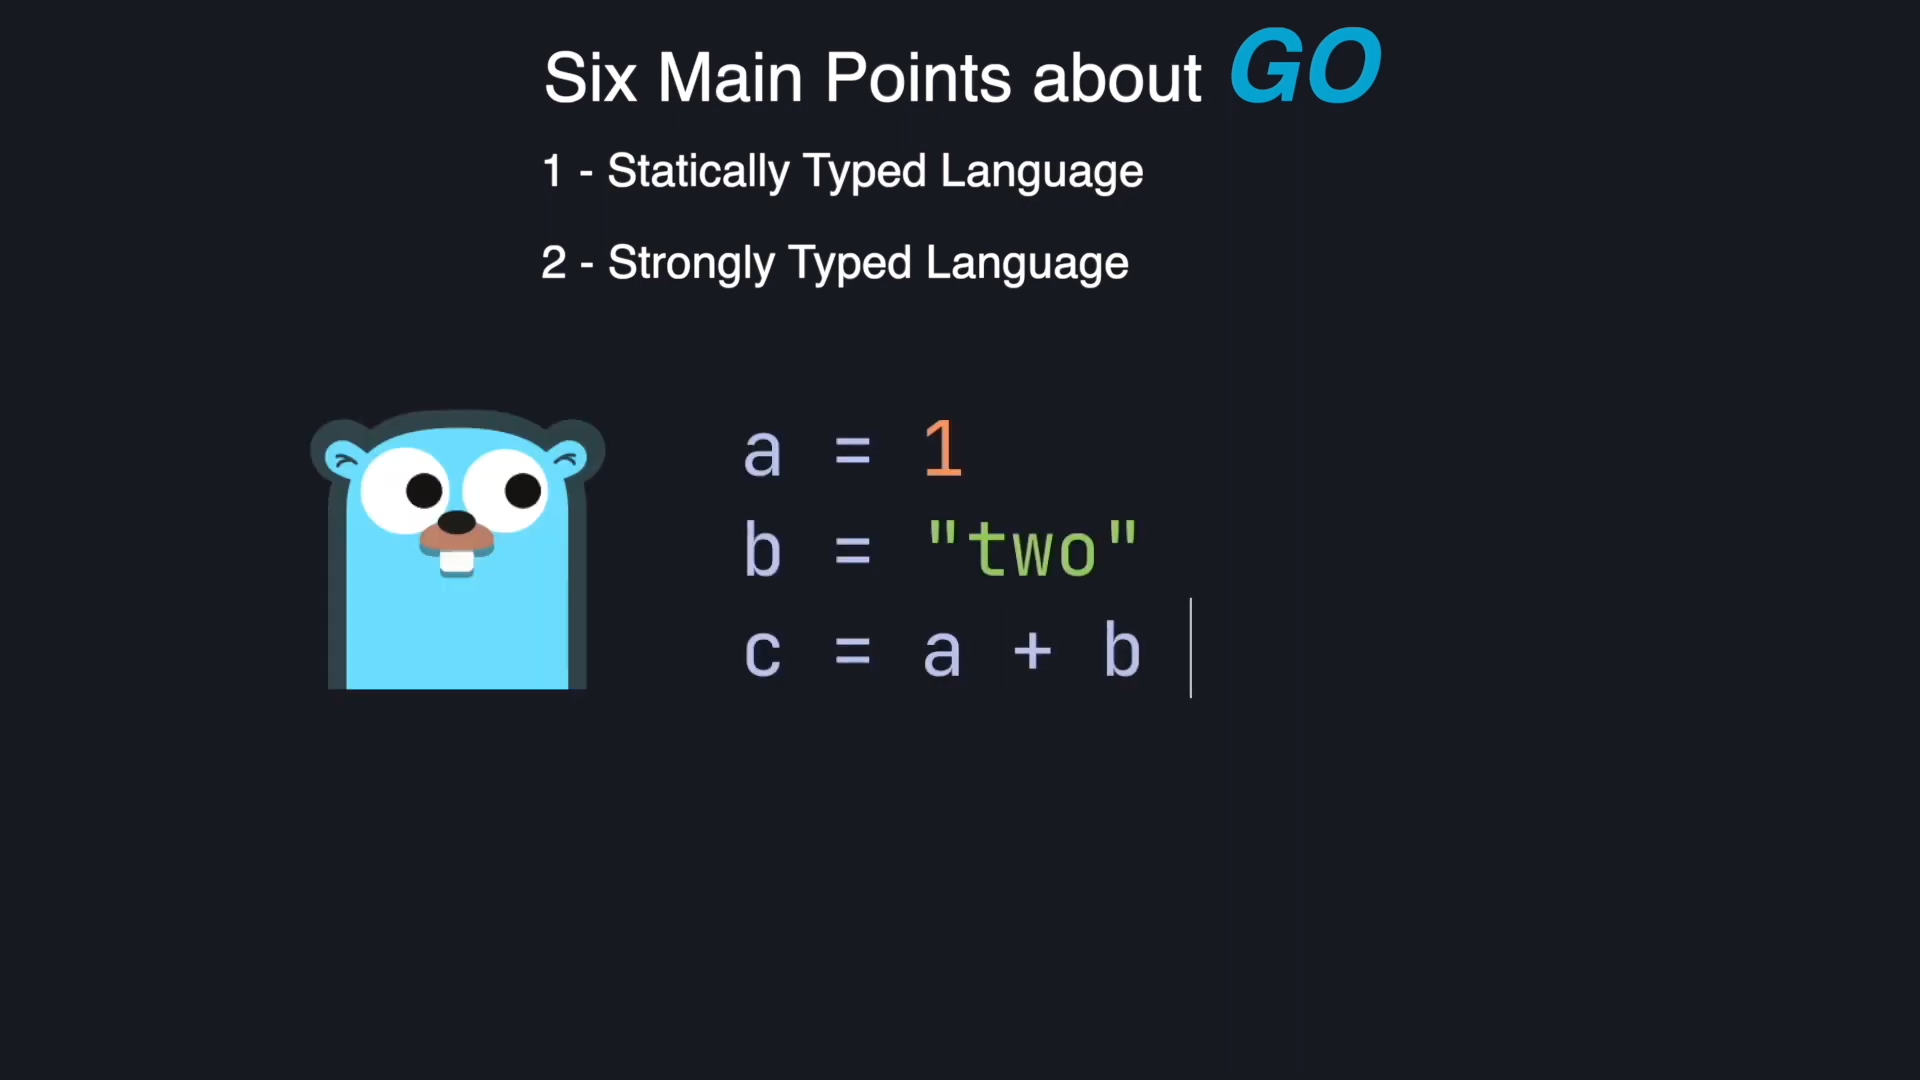 Six Main Points about GO
1 - Statically Typed Language
2 - Strongly Typed Language
a = 1
b = "two"
c = a + b